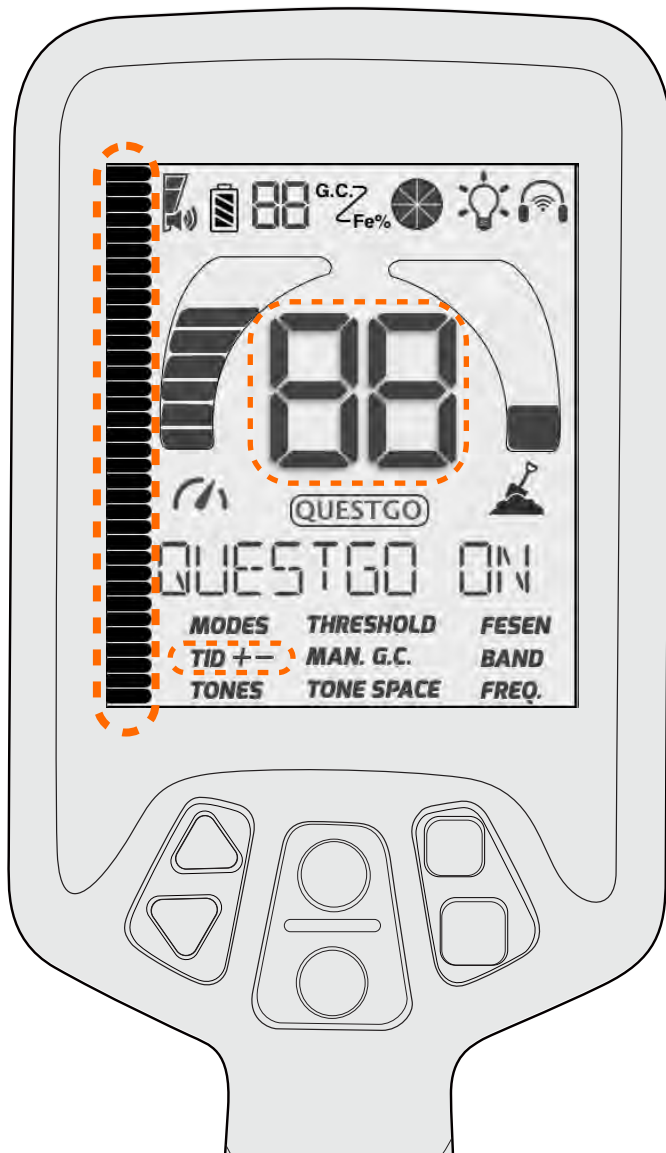 88 G.C. Fe%
88
QUESTGO
QUESTGO ON
MODES THRESHOLD FESEN
TID +− MAN. G.C. BAND
TONES TONE SPACE FREQ.